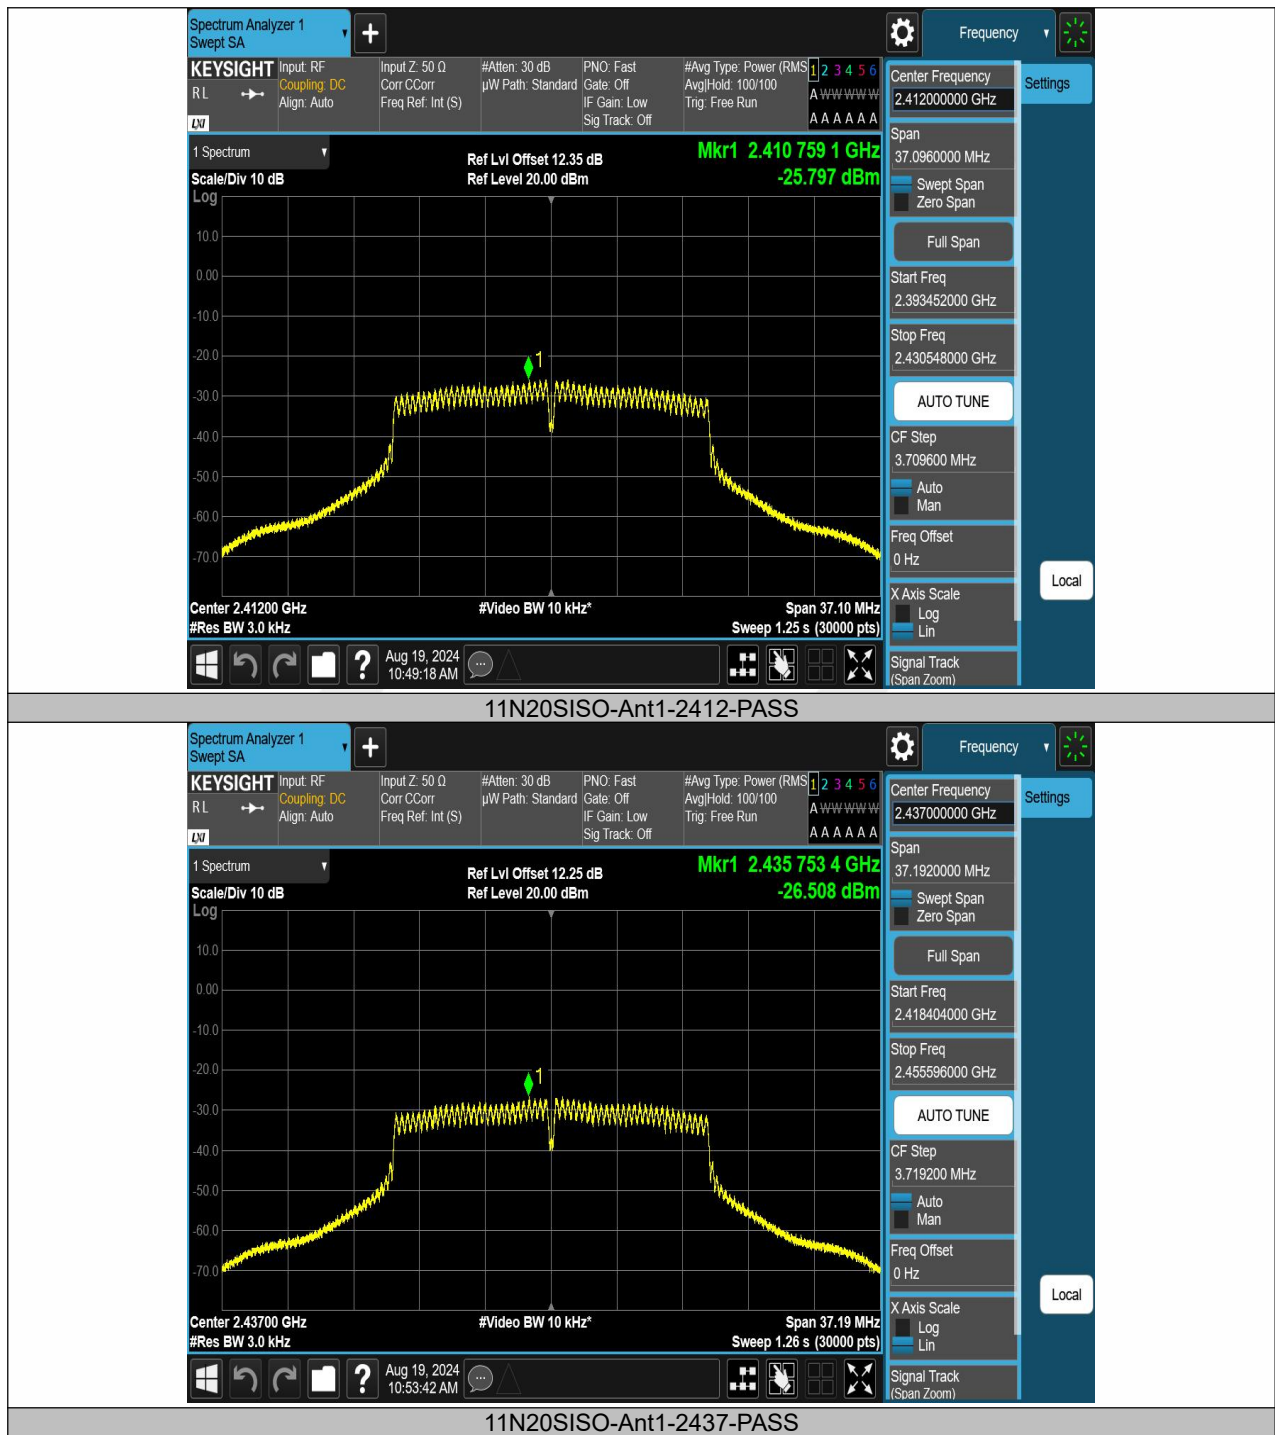 Spectrum Analyzer 1
Swept SA
+
Frequency
KEYSIGHT
R L
LXI
Input: RF
Coupling: DC
Align: Auto
Input Z: 50 Ω
Corr CCorr
Freq Ref: Int (S)
#Atten: 30 dB
µW Path: Standard
PNO: Fast
Gate: Off
IF Gain: Low
Sig Track: Off
#Avg Type: Power (RMS
Avg|Hold: 100/100
Trig: Free Run
1 2 3 4 5 6
A W W W W W
A A A A A A
Center Frequency
2.412000000 GHz
Settings
Span
37.0960000 MHz
Swept Span
Zero Span
Full Span
Start Freq
2.393452000 GHz
Stop Freq
2.430548000 GHz
AUTO TUNE
CF Step
3.709600 MHz
Auto
Man
Freq Offset
0 Hz
X Axis Scale
Log
Lin
Signal Track
(Span Zoom)
Local
1 Spectrum
Scale/Div 10 dB
Log
Ref Lvl Offset 12.35 dB
Ref Level 20.00 dBm
Mkr1 2.410 759 1 GHz
-25.797 dBm
10.0
0.00
-10.0
-20.0
-30.0
-40.0
-50.0
-60.0
-70.0
1
Center 2.41200 GHz
#Res BW 3.0 kHz
#Video BW 10 kHz*
Span 37.10 MHz
Sweep 1.25 s (30000 pts)
?
Aug 19, 2024
10:49:18 AM
11N20SISO-Ant1-2412-PASS
Spectrum Analyzer 1
Swept SA
+
Frequency
KEYSIGHT
R L
LXI
Input: RF
Coupling: DC
Align: Auto
Input Z: 50 Ω
Corr CCorr
Freq Ref: Int (S)
#Atten: 30 dB
µW Path: Standard
PNO: Fast
Gate: Off
IF Gain: Low
Sig Track: Off
#Avg Type: Power (RMS
Avg|Hold: 100/100
Trig: Free Run
1 2 3 4 5 6
A W W W W W
A A A A A A
Center Frequency
2.437000000 GHz
Settings
Span
37.1920000 MHz
Swept Span
Zero Span
Full Span
Start Freq
2.418404000 GHz
Stop Freq
2.455596000 GHz
AUTO TUNE
CF Step
3.719200 MHz
Auto
Man
Freq Offset
0 Hz
X Axis Scale
Log
Lin
Signal Track
(Span Zoom)
Local
1 Spectrum
Scale/Div 10 dB
Log
Ref Lvl Offset 12.25 dB
Ref Level 20.00 dBm
Mkr1 2.435 753 4 GHz
-26.508 dBm
10.0
0.00
-10.0
-20.0
-30.0
-40.0
-50.0
-60.0
-70.0
1
Center 2.43700 GHz
#Res BW 3.0 kHz
#Video BW 10 kHz*
Span 37.19 MHz
Sweep 1.26 s (30000 pts)
?
Aug 19, 2024
10:53:42 AM
11N20SISO-Ant1-2437-PASS